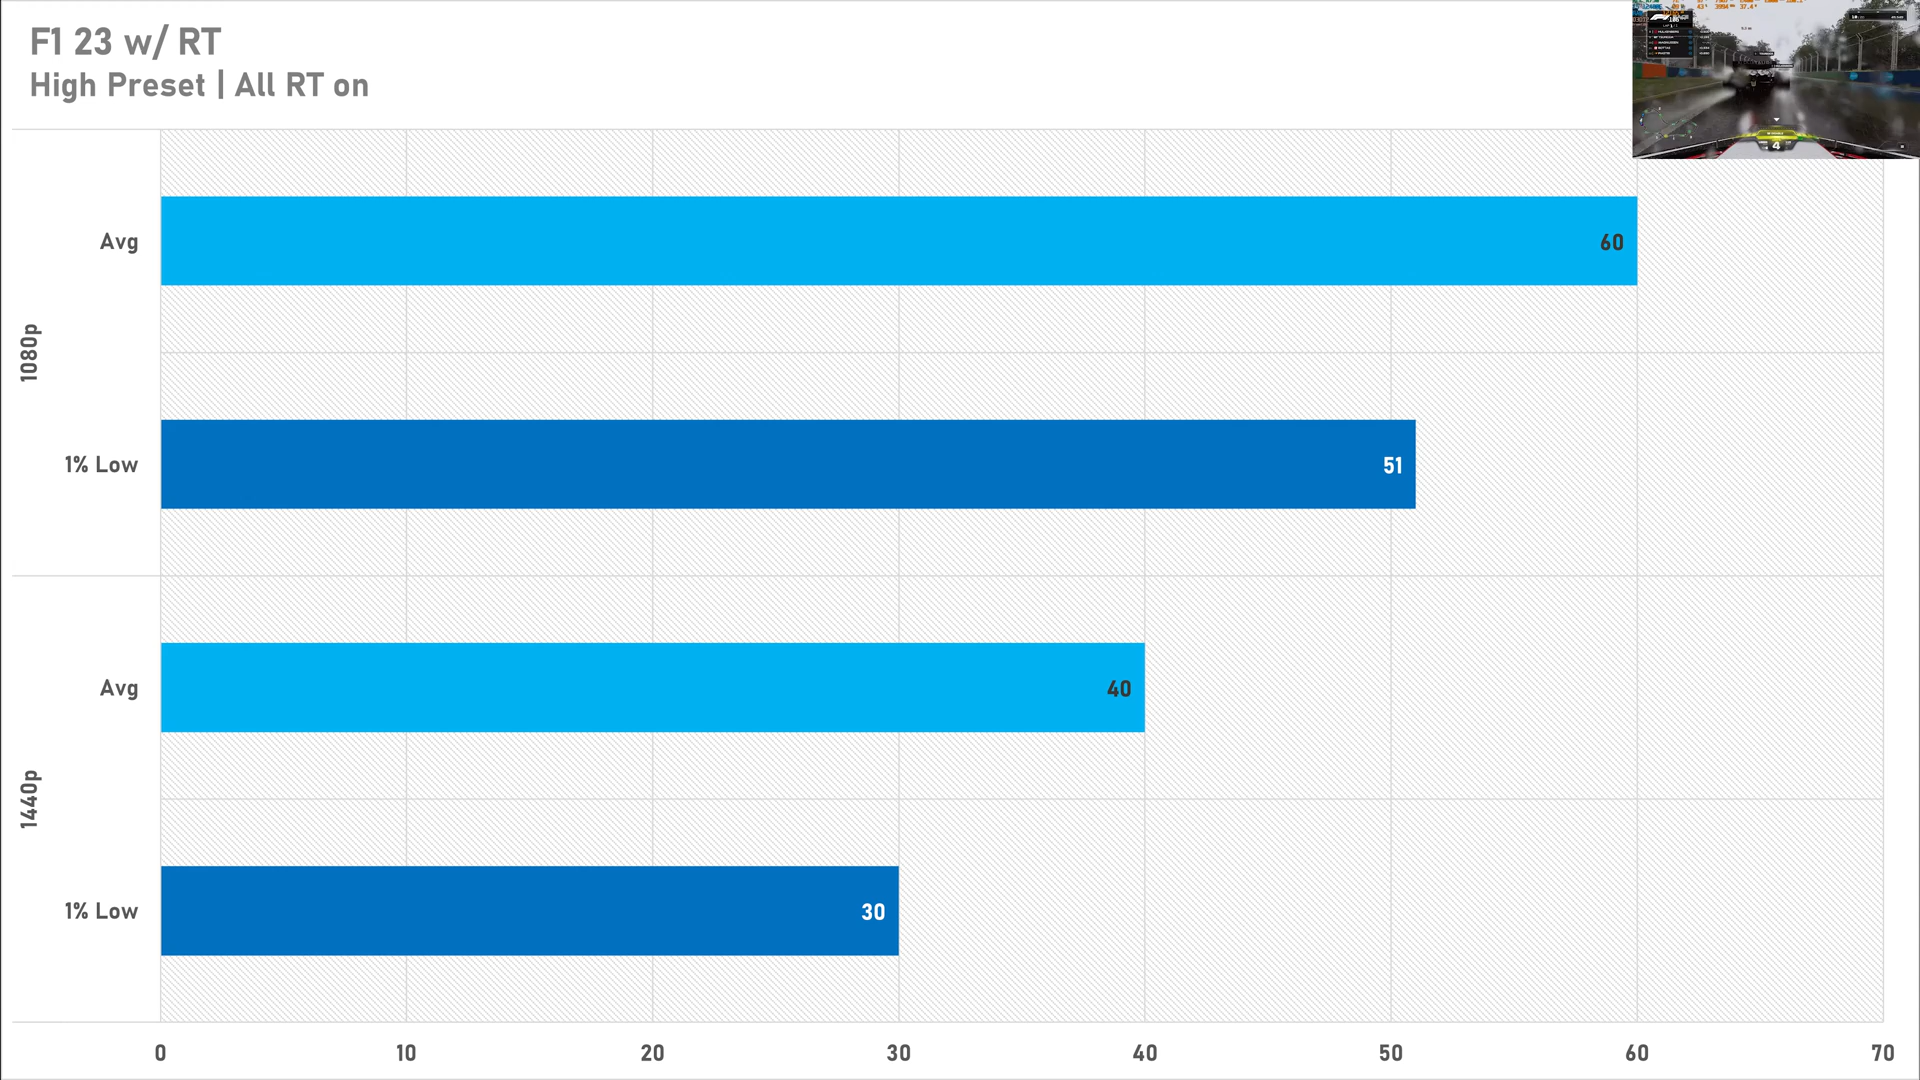 F1 23 w/ RT
High Preset | All RT on
1080p
Avg
60
1% Low
51
1440p
Avg
40
1% Low
30
0 10 20 30 40 50 60 70
4